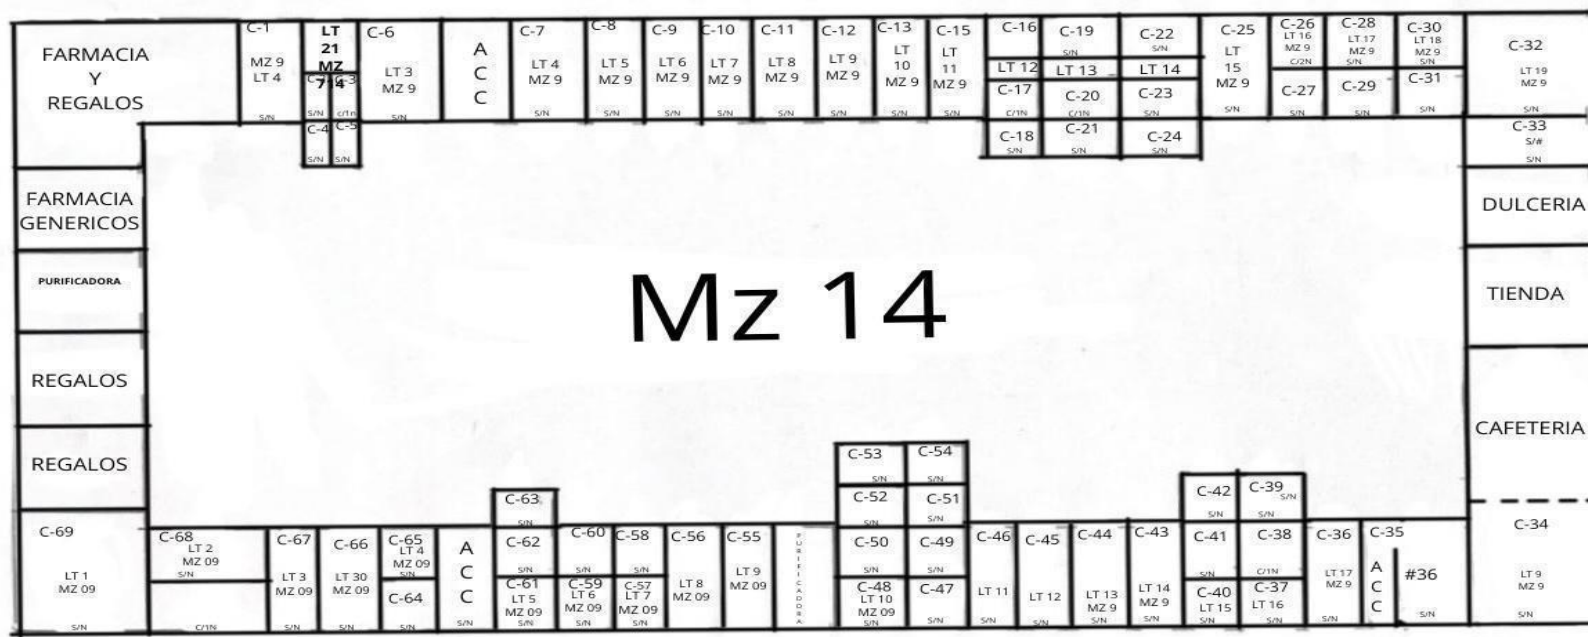 FARMACIA
Y
REGALOS
C-1
MZ 9
LT 4
S/N
LT
21
MZ
714
C-3
S/N
c/1n
C-4
C-5
S/N
S/N
C-6
LT 3
MZ 9
S/N
A
C
C
C-7
LT 4
MZ 9
S/N
C-8
LT 5
MZ 9
S/N
C-9
LT 6
MZ 9
S/N
C-10
LT 7
MZ 9
S/N
C-11
LT 8
MZ 9
S/N
C-12
LT 9
MZ 9
S/N
C-13
LT
10
MZ 9
S/N
C-15
LT
11
MZ 9
S/N
C-16
LT 12
C-17
C/1N
C-18
S/N
C-19
S/N
LT 13
C-20
C/1N
C-21
S/N
C-22
S/N
LT 14
C-23
S/N
C-24
S/N
C-25
LT
15
MZ 9
S/N
C-26
LT 16
MZ 9
C/2N
C-27
S/N
C-28
LT 17
MZ 9
S/N
C-29
S/N
C-30
LT 18
MZ 9
S/N
C-31
S/N
C-32
LT 19
MZ 9
S/N
C-33
S/#
S/N
FARMACIA
GENERICOS
PURIFICADORA
REGALOS
REGALOS
Mz 14
DULCERIA
TIENDA
CAFETERIA
C-69
LT 1
MZ 09
S/N
C-68
LT 2
MZ 09
S/N
C/1N
C-67
LT 3
MZ 09
S/N
C-66
LT 30
MZ 09
S/N
C-65
LT 4
MZ 09
S/N
C-64
A
C
C
S/N
C-63
S/N
C-62
S/N
C-61
LT 5
MZ 09
S/N
C-60
S/N
C-59
LT 6
MZ 09
S/N
C-58
S/N
C-57
LT 7
MZ 09
S/N
C-56
LT 8
MZ 09
S/N
C-55
LT 9
MZ 09
S/N
PURIFICADORA
C-53
S/N
C-54
S/N
C-52
S/N
C-51
S/N
C-50
S/N
C-49
S/N
C-48
LT 10
MZ 09
S/N
C-47
S/N
C-46
LT 11
S/N
C-45
LT 12
S/N
C-44
LT 13
MZ 9
S/N
C-43
LT 14
MZ 9
S/N
C-42
S/N
C-39
S/N
S/N
C-41
S/N
C-38
C/1N
C-40
LT 15
S/N
C-37
LT 16
S/N
C-36
LT 17
MZ 9
S/N
C-35
A
C
C
#36
S/N
C-34
LT 9
MZ 9
S/N